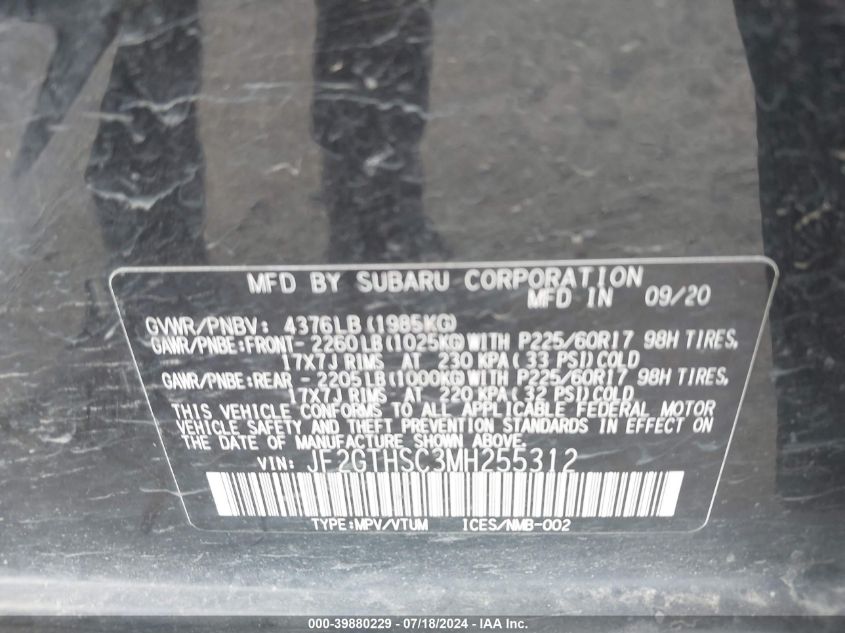 MFD BY SUBARU CORPORATION
MFD IN 09/20
GVWR/PNBV: 4376LB(1985KG)
GAWR/PNBE:FRONT- 2260LB(1025KG)WITH P225/60R17 98H TIRES,
17X7J RIMS AT 230 KPA(33 PSI)COLD
GAWR/PNBE:REAR - 2205LB(1000KG)WITH P225/60R17 98H TIRES,
17X7J RIMS AT 220 KPA(32 PSI)COLD
THIS VEHICLE CONFORMS TO ALL APPLICABLE FEDERAL MOTOR
VEHICLE SAFETY AND THEFT PREVENTION STANDARDS IN EFFECT ON
THE DATE OF MANUFACTURE SHOWN ABOVE.
VIN: JF2GTHSC3MH255312
TYPE:MPV/VTUM ICES/NMB-002
000-39880229 - 07/18/2024 - IAA Inc.